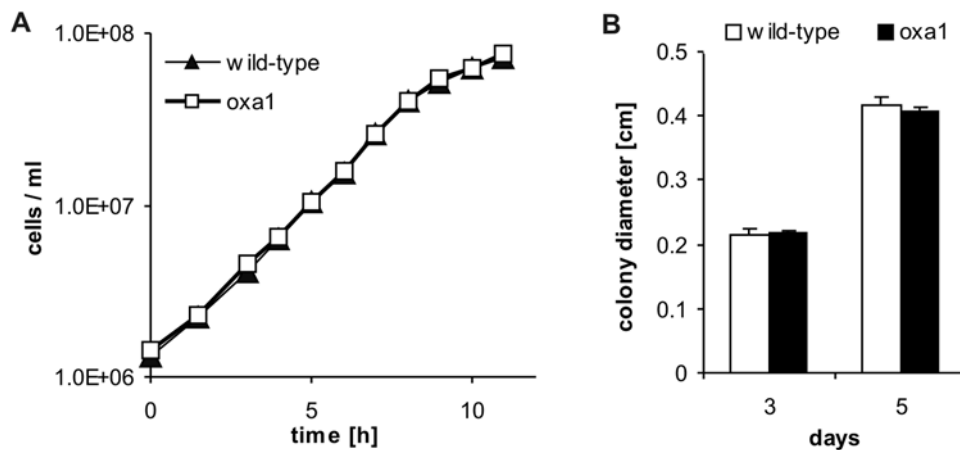 A
1.0E+08
wild-type
oxa1
1.0E+07
1.0E+06
cells / ml
0 5 10
time [h]
B
wild-type oxa1
0.5
0.4
0.3
0.2
0.1
0
colony diameter [cm]
3 5
days